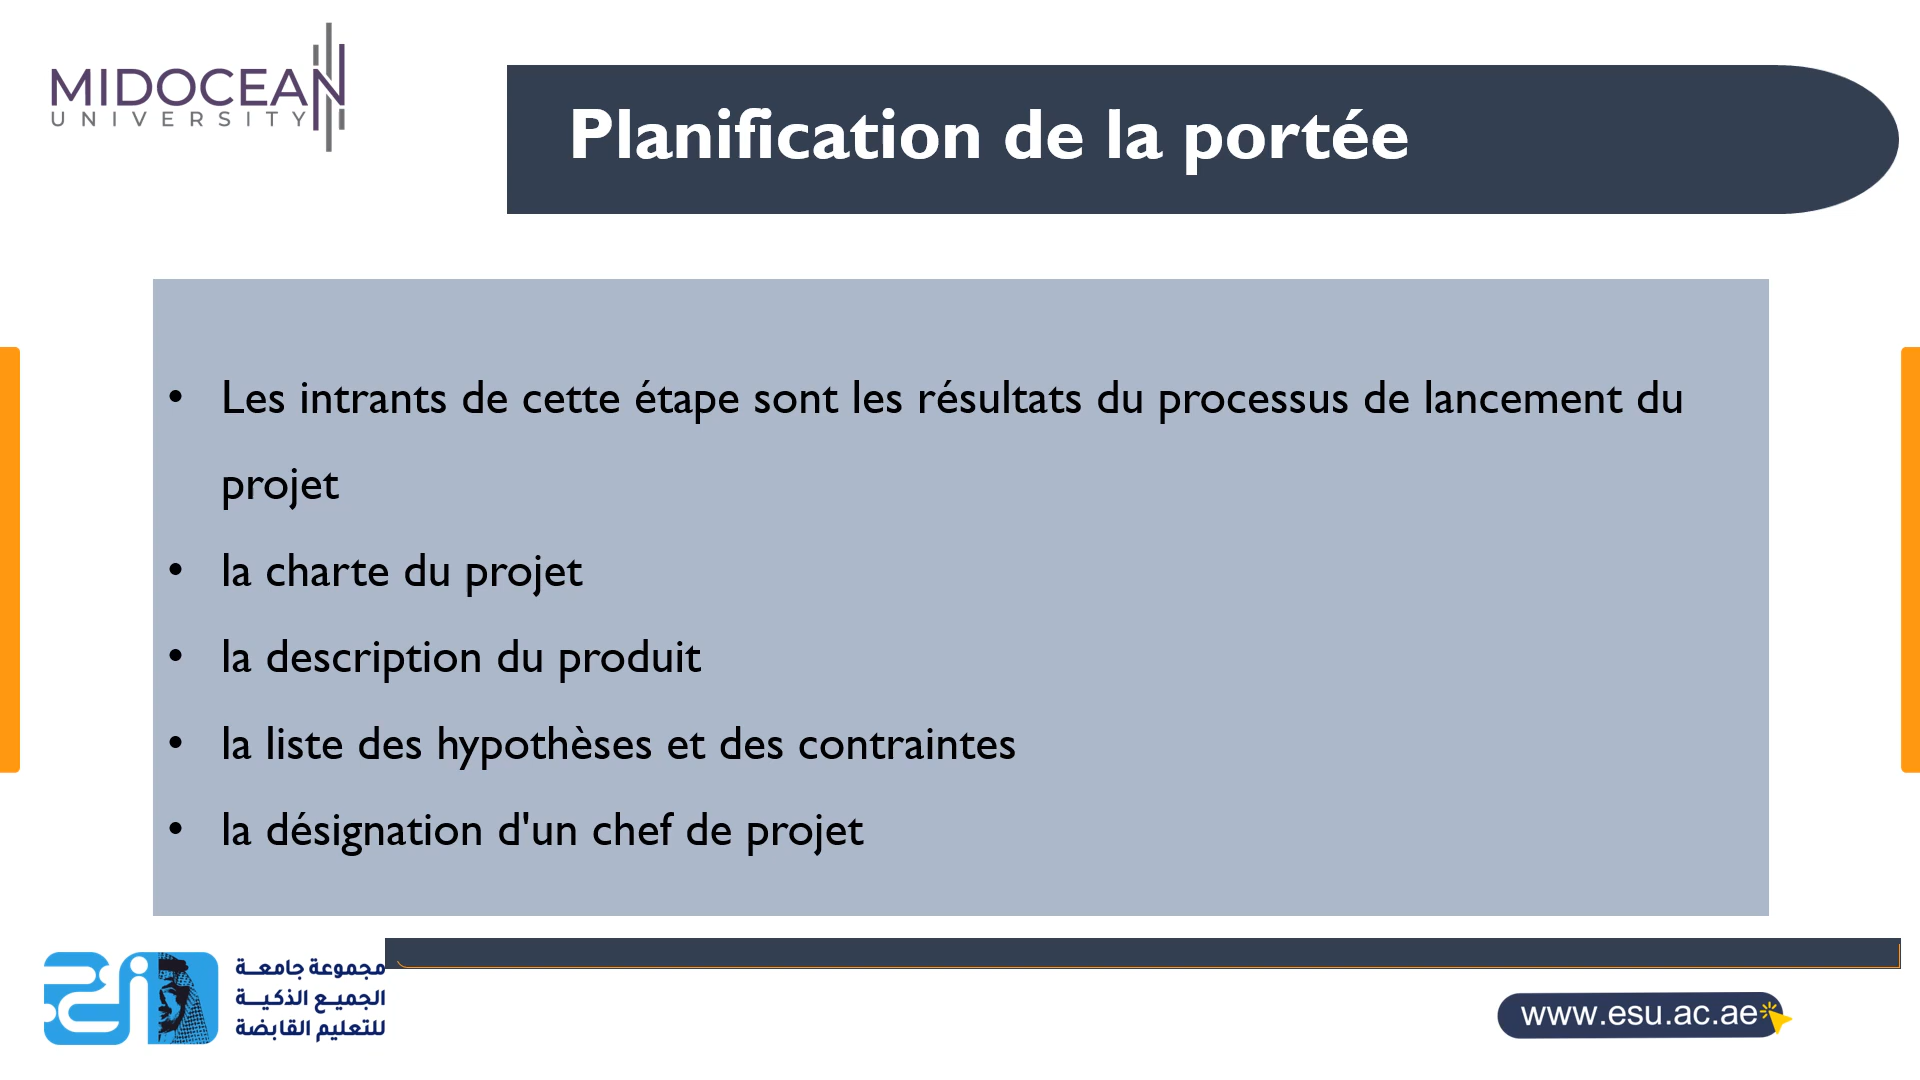 MIDOCEAN
UNIVERSITY
Planification de la portée
• Les intrants de cette étape sont les résultats du processus de lancement du
projet
• la charte du projet
• la description du produit
• la liste des hypothèses et des contraintes
• la désignation d'un chef de projet
مجموعة جامعة
الجميع الذكية
للتعليم القابضة
www.esu.ac.ae